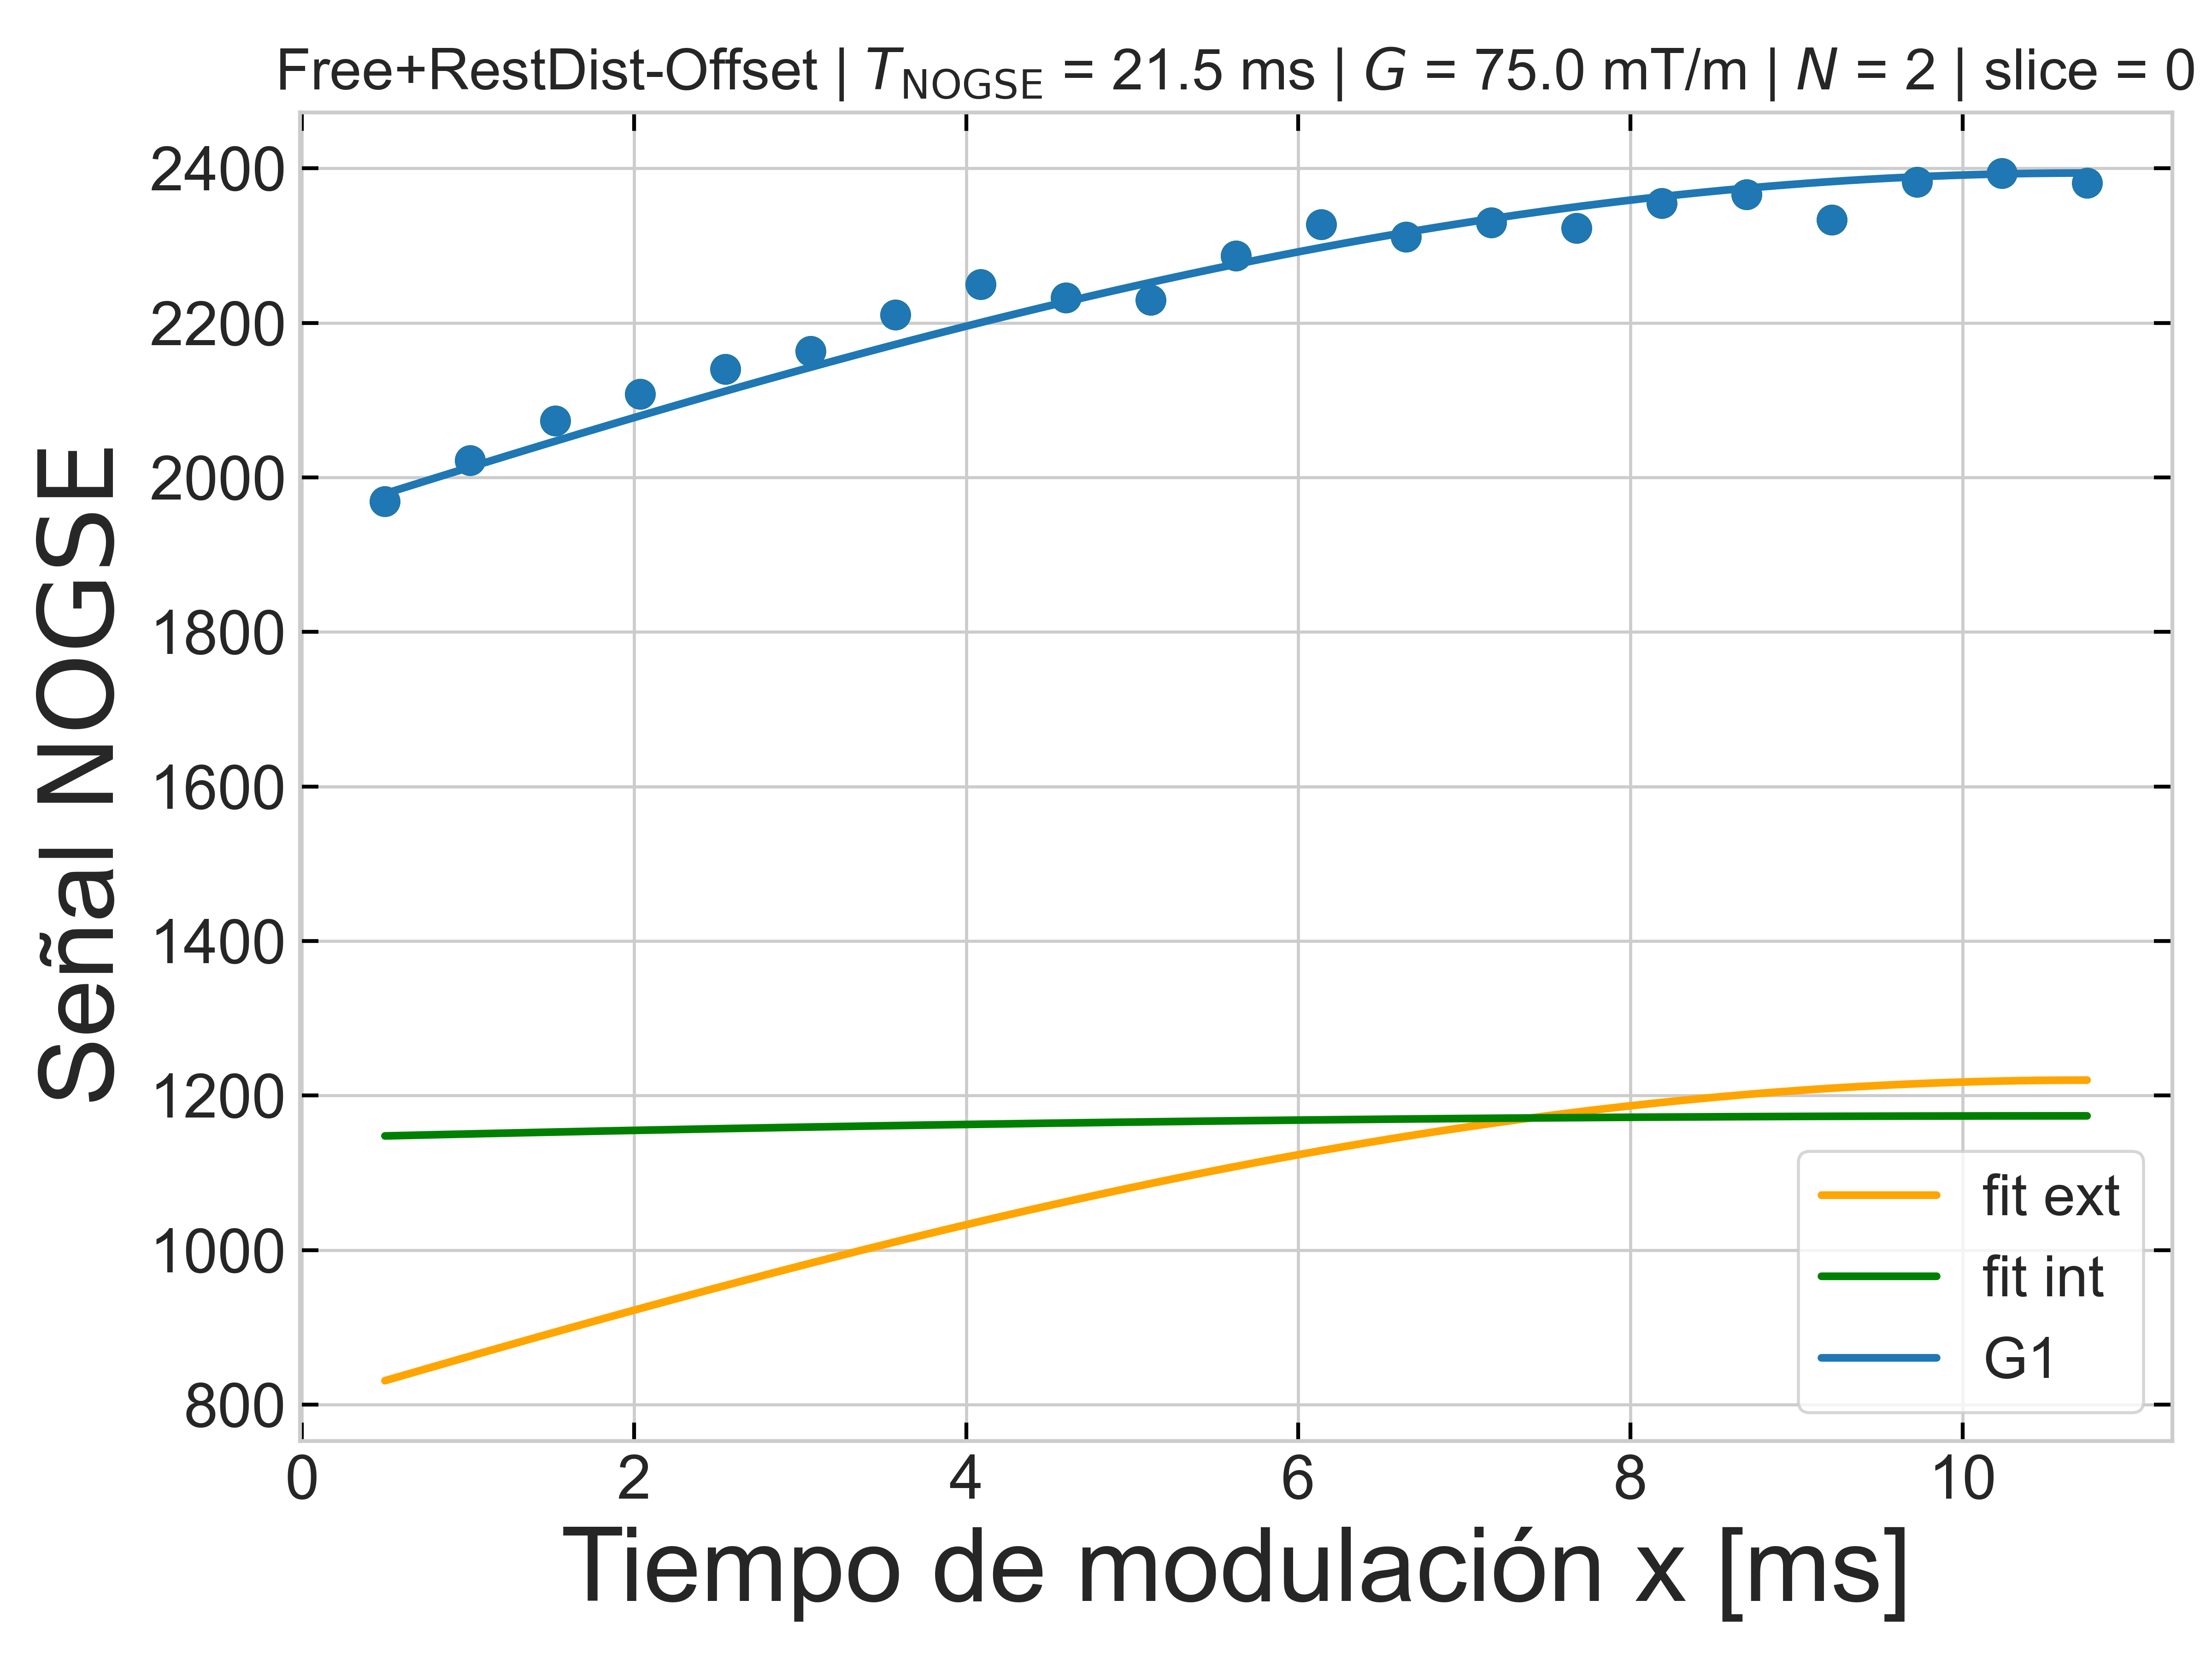 Free+RestDist-Offset | T_NOGSE = 21.5 ms | G = 75.0 mT/m | N = 2 | slice = 0
Señal NOGSE
2400
2200
2000
1800
1600
1400
1200
1000
800
fit ext
fit int
G1
0 2 4 6 8 10
Tiempo de modulación x [ms]